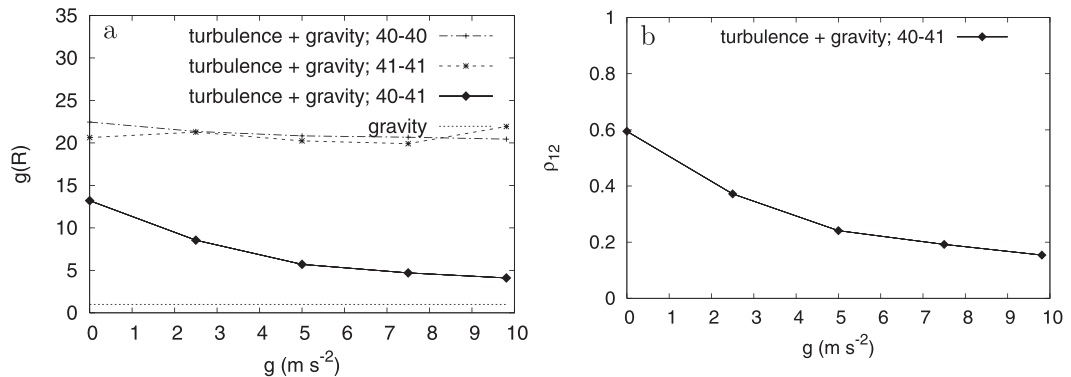 a
turbulence + gravity; 40-40
turbulence + gravity; 41-41
turbulence + gravity; 40-41
gravity
35
30
25
20
15
10
5
0
g(R)
0 1 2 3 4 5 6 7 8 9 10
g (m s⁻²)
b
turbulence + gravity; 40-41
1
0.8
0.6
0.4
0.2
0
ρ₁₂
0 1 2 3 4 5 6 7 8 9 10
g (m s⁻²)